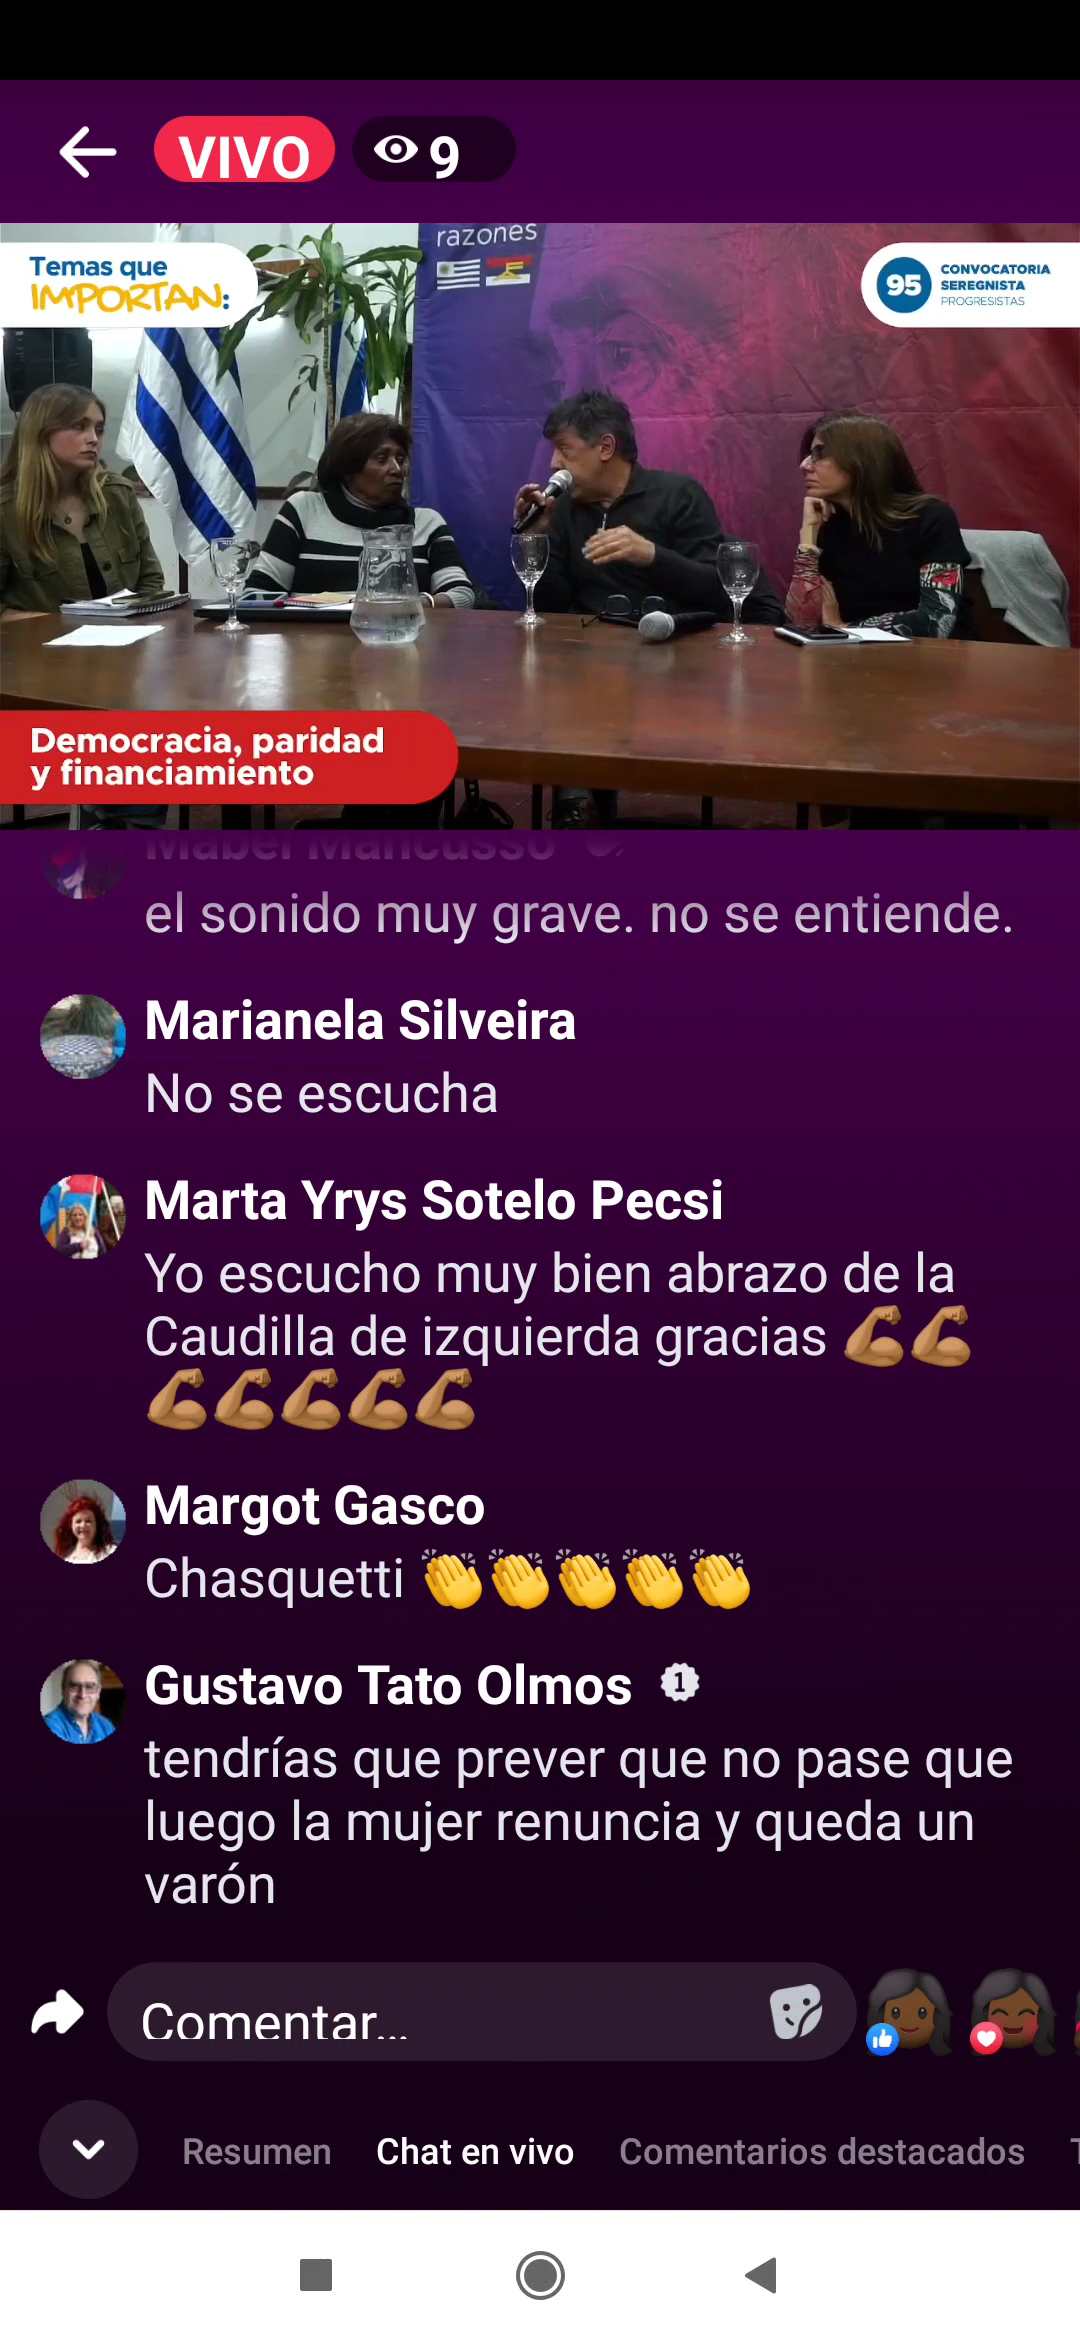 VIVO
9
Temas que
IMPORTAN:
razones
95
CONVOCATORIA
SEREGNISTA
PROGRESISTAS
Democracia, paridad
y financiamiento
Mabel Mancusso
el sonido muy grave. no se entiende.
Marianela Silveira
No se escucha
Marta Yrys Sotelo Pecsi
Yo escucho muy bien abrazo de la
Caudilla de izquierda gracias 💪🏽💪🏽
💪🏽💪🏽💪🏽💪🏽💪🏽
Margot Gasco
Chasquetti 👏👏👏👏👏
Gustavo Tato Olmos 1
tendrías que prever que no pase que
luego la mujer renuncia y queda un
varón
Comentar...
Resumen
Chat en vivo
Comentarios destacados